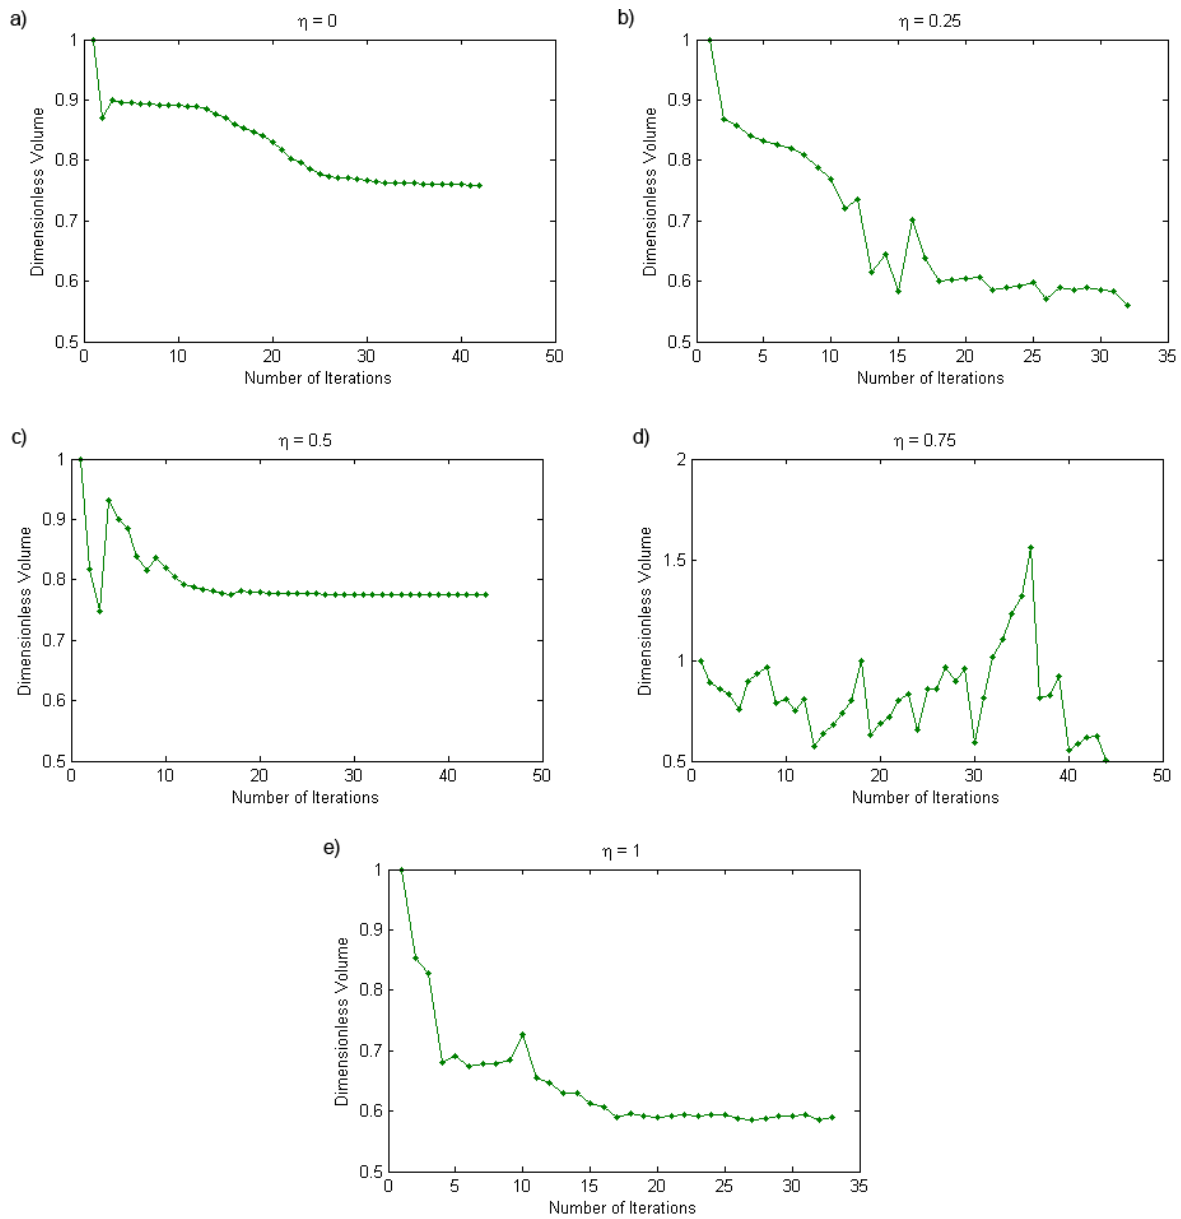 a)
η = 0
1
0.9
0.8
0.7
0.6
0.5
Dimensionless Volume
0 10 20 30 40 50
Number of Iterations
b)
η = 0.25
1
0.9
0.8
0.7
0.6
0.5
Dimensionless Volume
0 5 10 15 20 25 30 35
Number of Iterations
c)
η = 0.5
1
0.9
0.8
0.7
0.6
0.5
Dimensionless Volume
0 10 20 30 40 50
Number of Iterations
d)
η = 0.75
2
1.5
1
0.5
Dimensionless Volume
0 10 20 30 40 50
Number of Iterations
e)
η = 1
1
0.9
0.8
0.7
0.6
0.5
Dimensionless Volume
0 5 10 15 20 25 30 35
Number of Iterations